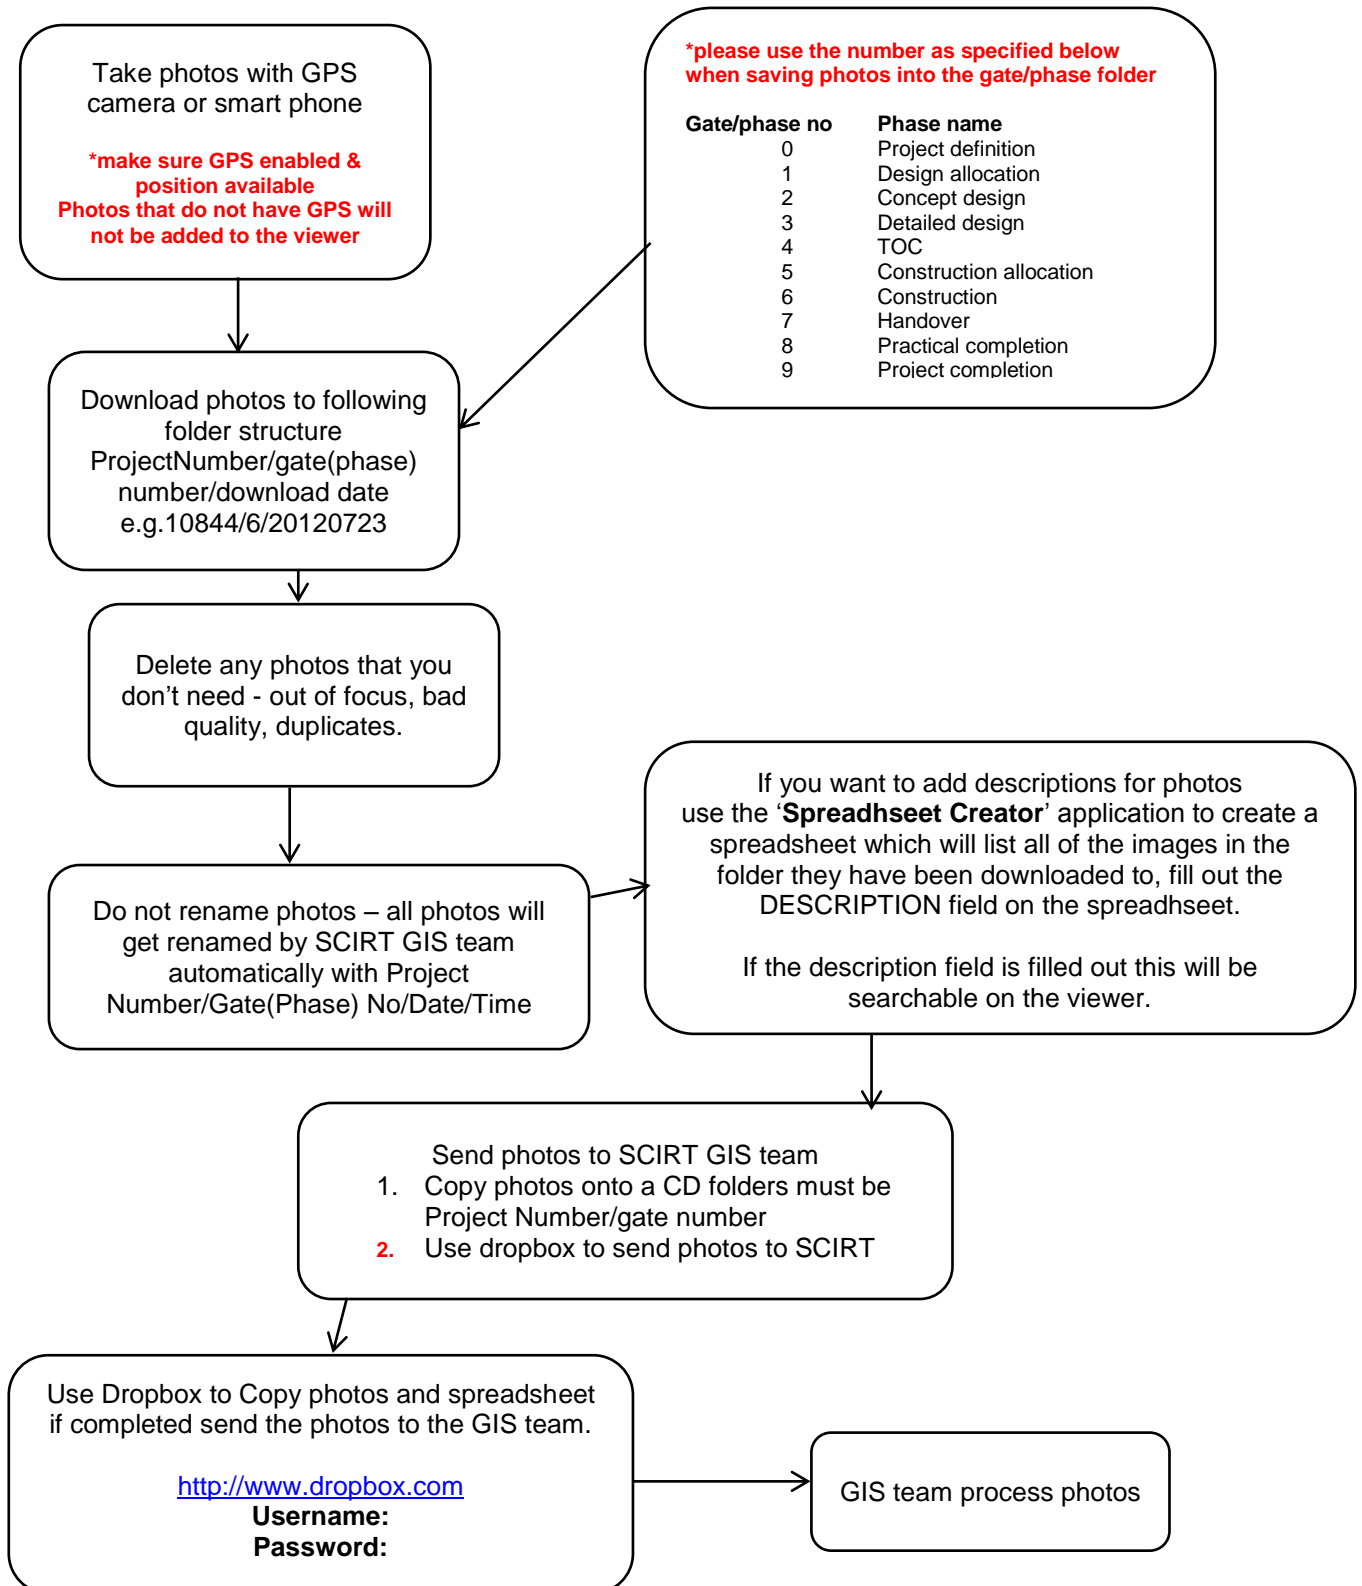 Take photos with GPS
camera or smart phone
*make sure GPS enabled &
position available
Photos that do not have GPS will
not be added to the viewer
*please use the number as specified below
when saving photos into the gate/phase folder
Gate/phase no Phase name
0 Project definition
1 Design allocation
2 Concept design
3 Detailed design
4 TOC
5 Construction allocation
6 Construction
7 Handover
8 Practical completion
9 Project completion
Download photos to following
folder structure
ProjectNumber/gate(phase)
number/download date
e.g.10844/6/20120723
Delete any photos that you
don’t need - out of focus, bad
quality, duplicates.
Do not rename photos – all photos will
get renamed by SCIRT GIS team
automatically with Project
Number/Gate(Phase) No/Date/Time
If you want to add descriptions for photos
use the ‘Spreadhseet Creator’ application to create a
spreadsheet which will list all of the images in the
folder they have been downloaded to, fill out the
DESCRIPTION field on the spreadhseet.
If the description field is filled out this will be
searchable on the viewer.
Send photos to SCIRT GIS team
1. Copy photos onto a CD folders must be
Project Number/gate number
2. Use dropbox to send photos to SCIRT
Use Dropbox to Copy photos and spreadsheet
if completed send the photos to the GIS team.
http://www.dropbox.com
Username:
Password:
GIS team process photos